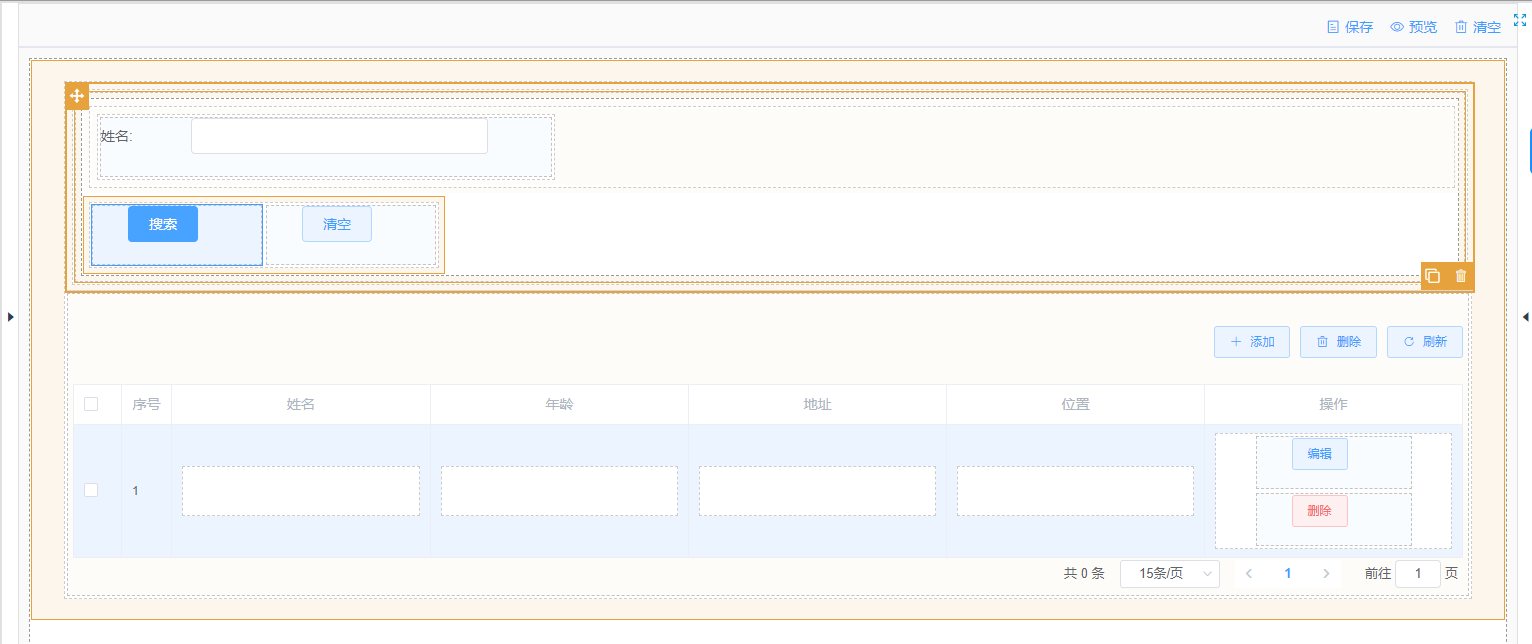 保存 预览 清空
姓名:
搜索 清空
添加 删除 刷新
序号 姓名 年龄 地址 位置 操作
编辑
1
删除
共 0 条 15条/页 1 前往 1 页